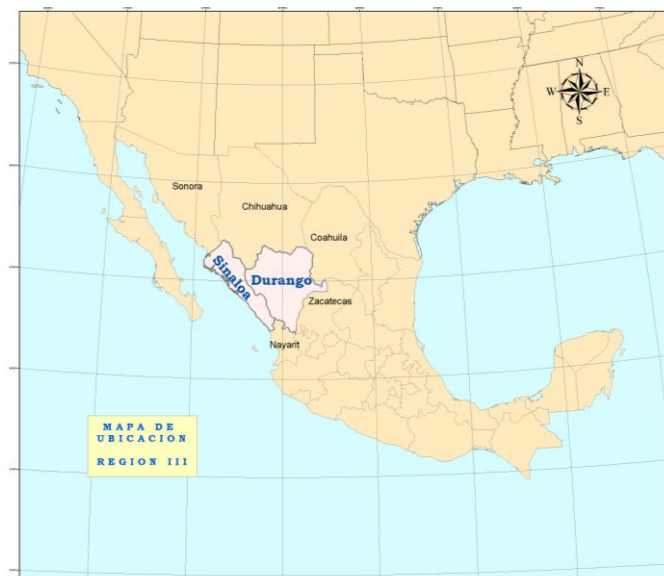 N
W E
S
Sonora
Chihuahua
Coahuila
Sinaloa
Durango
Zacatecas
Nayarit
MAPA DE
UBICACION
REGION III